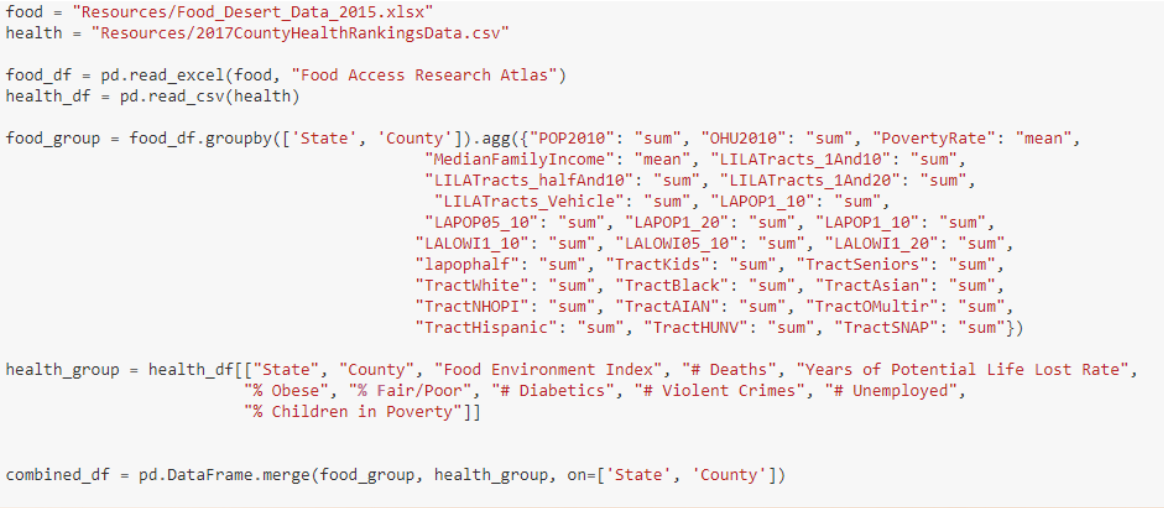 food = "Resources/Food_Desert_Data_2015.xlsx"
health = "Resources/2017CountyHealthRankingsData.csv"
food_df = pd.read_excel(food, "Food Access Research Atlas")
health_df = pd.read_csv(health)
food_group = food_df.groupby(['State', 'County']).agg({"POP2010": "sum", "OHU2010": "sum", "PovertyRate": "mean",
"MedianFamilyIncome": "mean", "LILATracts_1And10": "sum",
"LILATracts_halfAnd10": "sum", "LILATracts_1And20": "sum",
"LILATracts_Vehicle": "sum", "LAPOP1_10": "sum",
"LAPOP05_10": "sum", "LAPOP1_20": "sum", "LAPOP1_10": "sum",
"LALOWI1_10": "sum", "LALOWI05_10": "sum", "LALOWI1_20": "sum",
"lapophalf": "sum", "TractKids": "sum", "TractSeniors": "sum",
"TractWhite": "sum", "TractBlack": "sum", "TractAsian": "sum",
"TractNHOPI": "sum", "TractAIAN": "sum", "TractOMultir": "sum",
"TractHispanic": "sum", "TractHUNV": "sum", "TractSNAP": "sum"})
health_group = health_df[["State", "County", "Food Environment Index", "# Deaths", "Years of Potential Life Lost Rate",
"% Obese", "% Fair/Poor", "# Diabetics", "# Violent Crimes", "# Unemployed",
"% Children in Poverty"]]
combined_df = pd.DataFrame.merge(food_group, health_group, on=['State', 'County'])